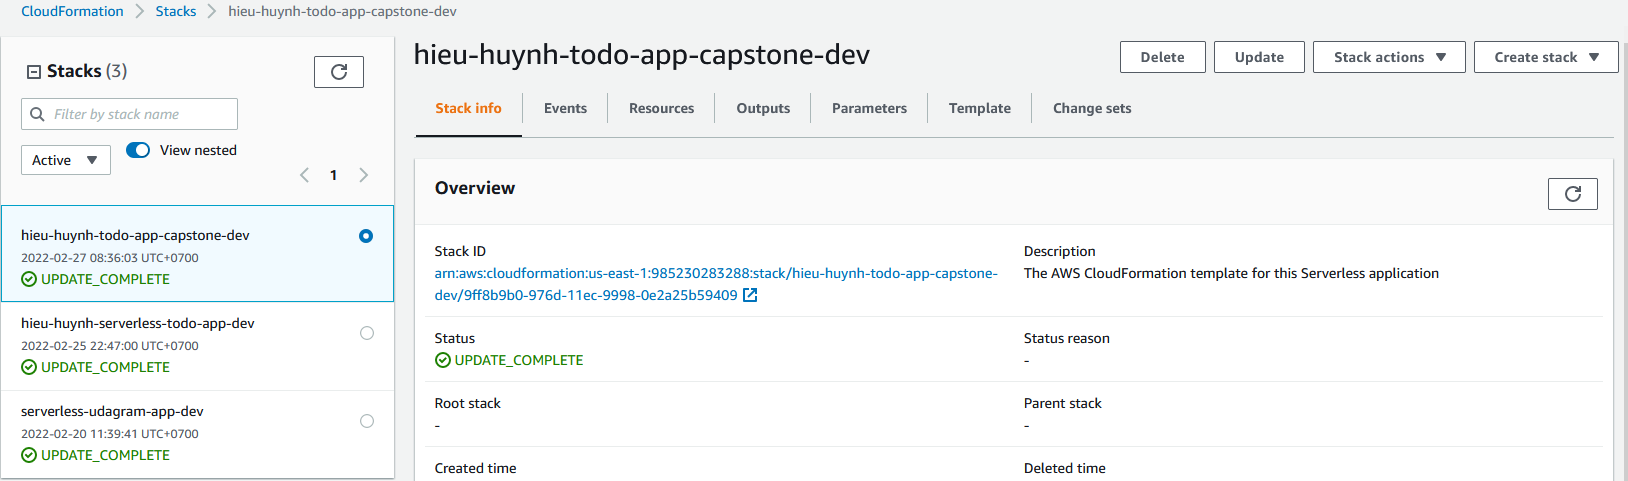 CloudFormation
Stacks
hieu-huynh-todo-app-capstone-dev
Stacks (3)
Filter by stack name
Active
View nested
1
hieu-huynh-todo-app-capstone-dev
2022-02-27 08:36:03 UTC+0700
UPDATE_COMPLETE
hieu-huynh-serverless-todo-app-dev
2022-02-25 22:47:00 UTC+0700
UPDATE_COMPLETE
serverless-udagram-app-dev
2022-02-20 11:39:41 UTC+0700
UPDATE_COMPLETE
hieu-huynh-todo-app-capstone-dev
Delete
Update
Stack actions
Create stack
Stack info
Events
Resources
Outputs
Parameters
Template
Change sets
Overview
Stack ID
arn:aws:cloudformation:us-east-1:985230283288:stack/hieu-huynh-todo-app-capstone-
dev/9ff8b9b0-976d-11ec-9998-0e2a25b59409
Description
The AWS CloudFormation template for this Serverless application
Status
UPDATE_COMPLETE
Status reason
-
Root stack
-
Parent stack
-
Created time
Deleted time